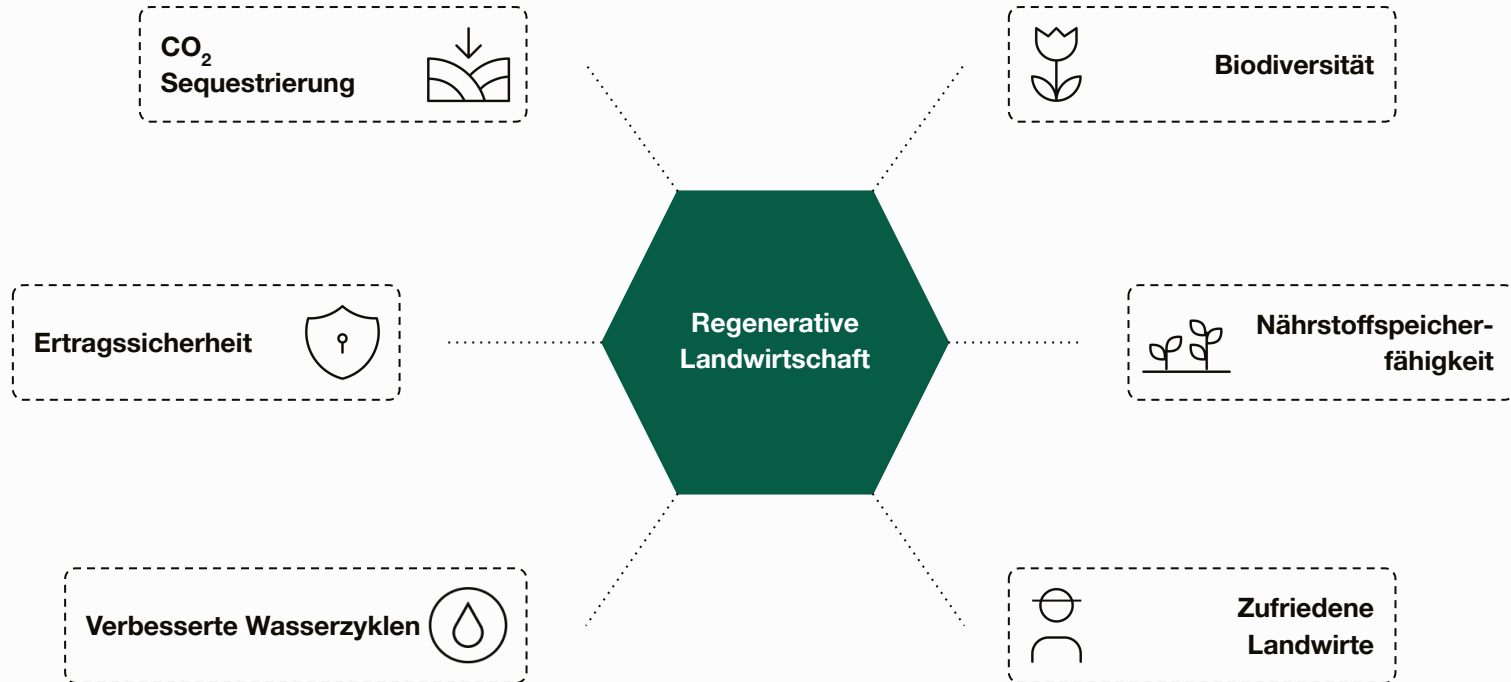 CO₂
Sequestrierung
Biodiversität
Ertragssicherheit
Regenerative
Landwirtschaft
Nährstoffspeicher-
fähigkeit
Verbesserte Wasserzyklen
Zufriedene
Landwirte